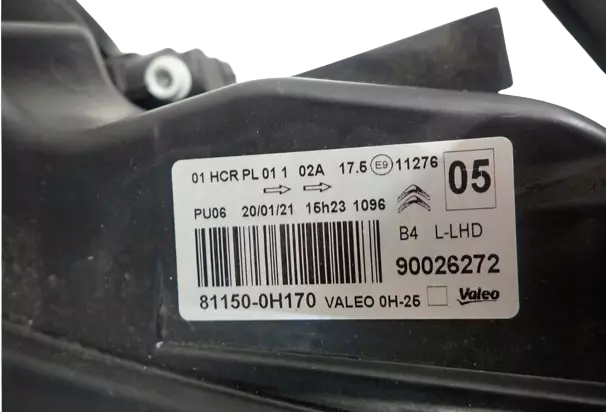 01 HCR PL 01 1 02A 17.5 E9 11276 05
PU06 20/01/21 15h23 1096
B4 L-LHD
90026272
81150-0H170 VALEO 0H-25 Valeo